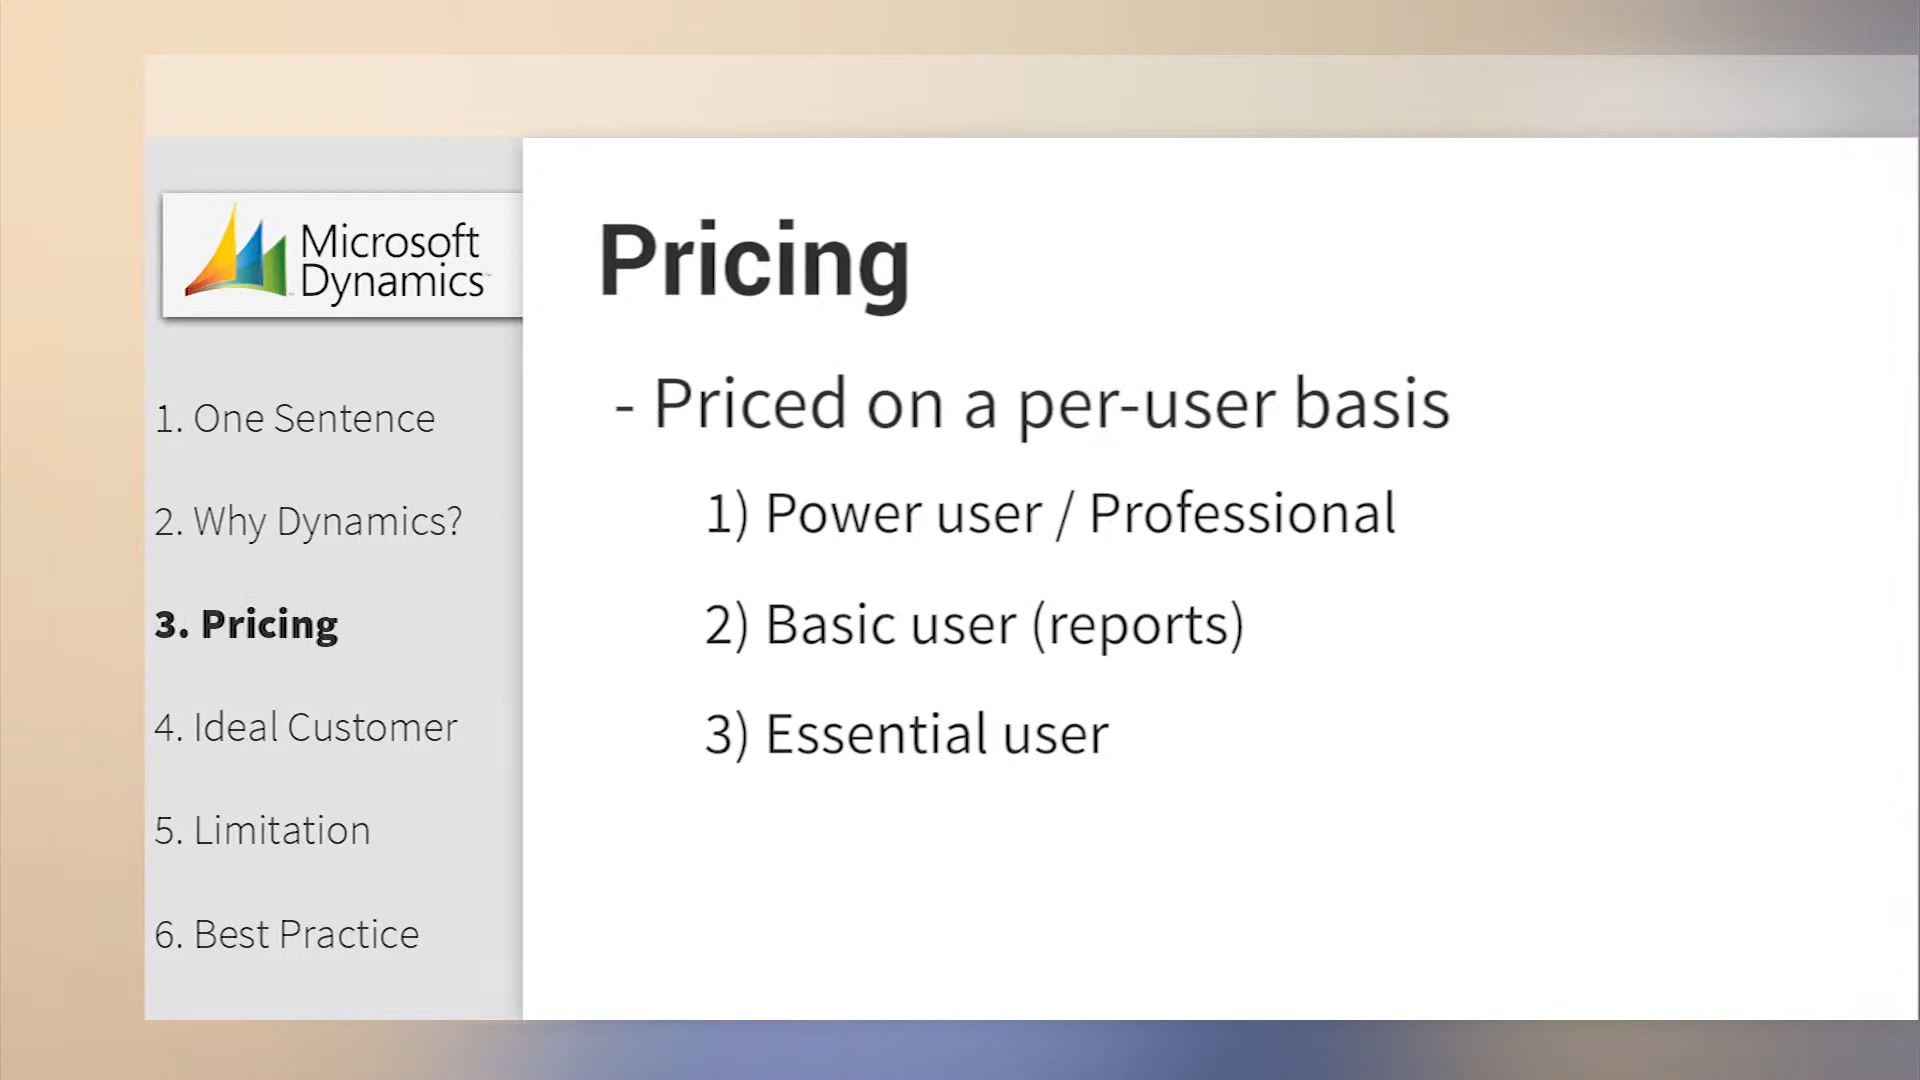 Microsoft
Dynamics
1. One Sentence
2. Why Dynamics?
3. Pricing
4. Ideal Customer
5. Limitation
6. Best Practice
Pricing
- Priced on a per-user basis
1) Power user / Professional
2) Basic user (reports)
3) Essential user